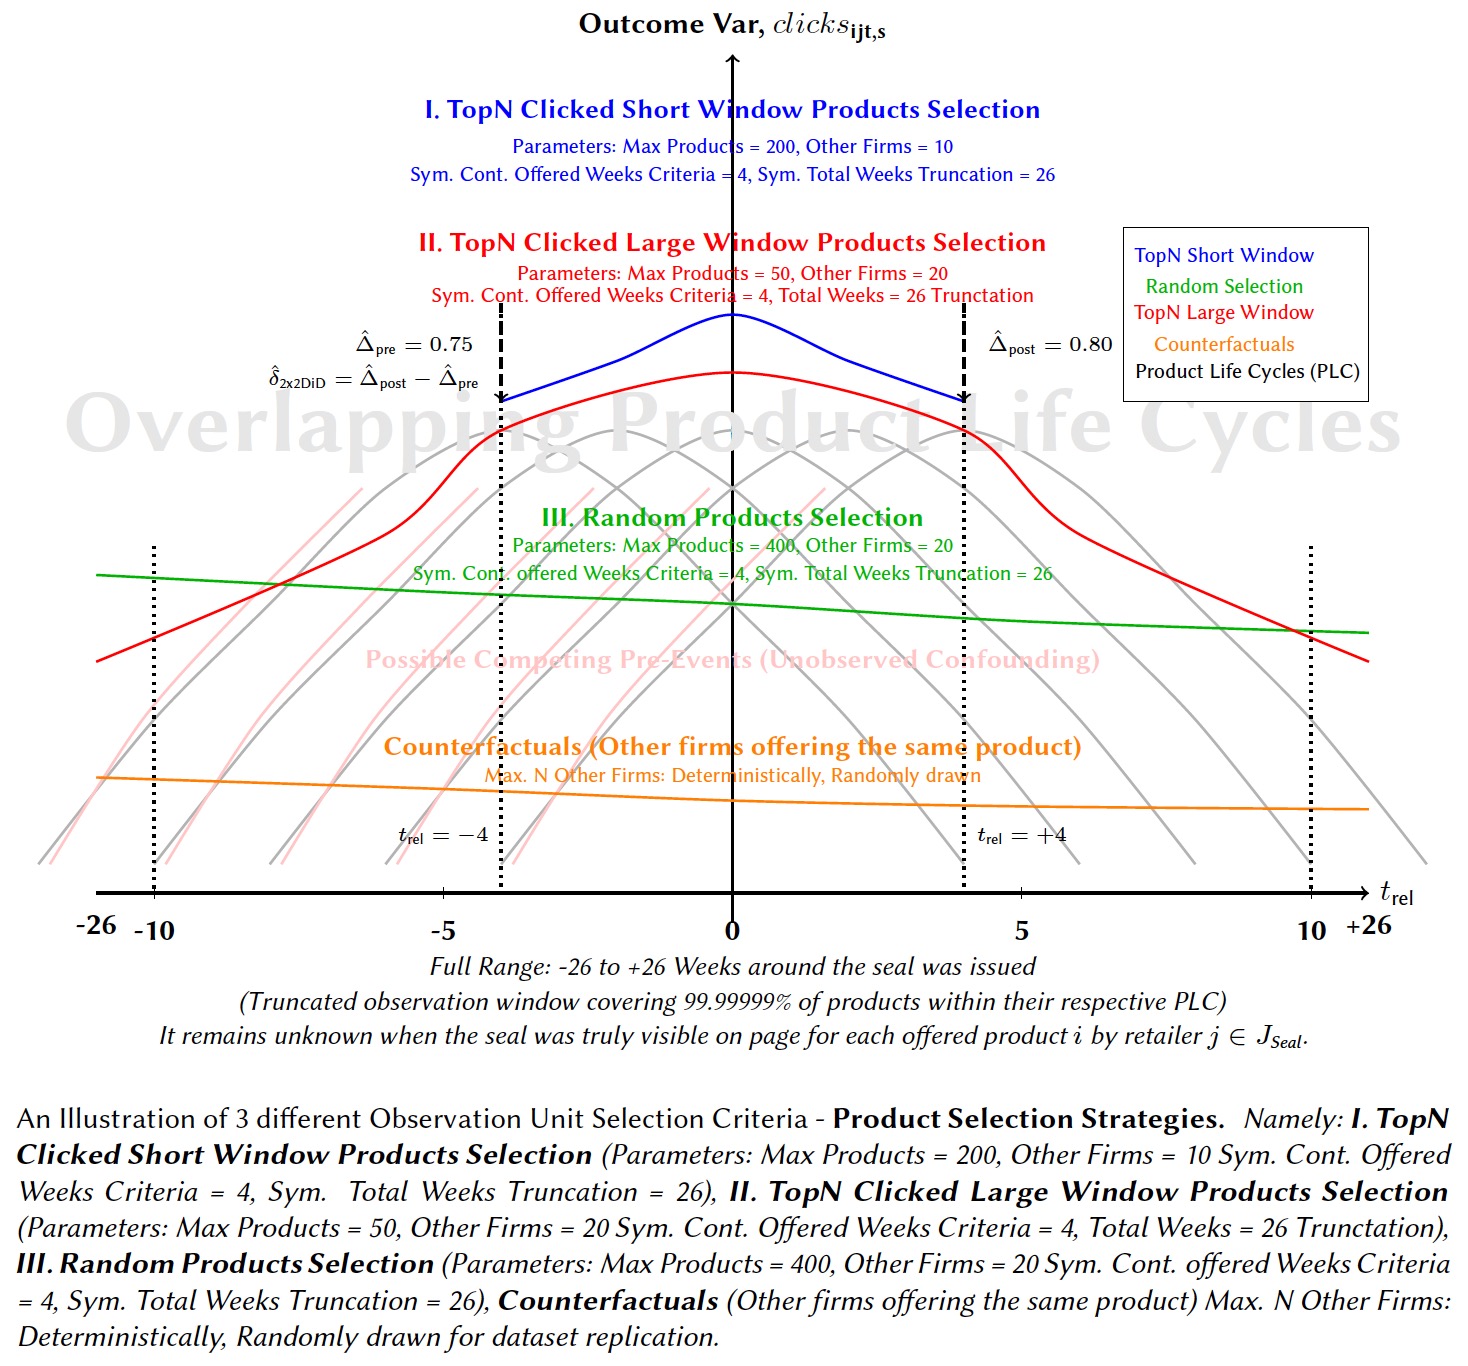 Outcome Var, clicks_ijt,s
I. TopN Clicked Short Window Products Selection
Parameters: Max Products = 200, Other Firms = 10
Sym. Cont. Offered Weeks Criteria = 4, Sym. Total Weeks Truncation = 26
II. TopN Clicked Large Window Products Selection
Parameters: Max Products = 50, Other Firms = 20
Sym. Cont. Offered Weeks Criteria = 4, Total Weeks = 26 Trunctation
TopN Short Window
Random Selection
TopN Large Window
Counterfactuals
Product Life Cycles (PLC)
Δ̂_pre = 0.75
δ̂_2x2DiD = Δ̂_post − Δ̂_pre
Δ̂_post = 0.80
Overlapping Product Life Cycles
III. Random Products Selection
Parameters: Max Products = 400, Other Firms = 20
Sym. Cont. offered Weeks Criteria = 4, Sym. Total Weeks Truncation = 26
Possible Competing Pre-Events (Unobserved Confounding)
Counterfactuals (Other firms offering the same product)
Max. N Other Firms: Deterministically, Randomly drawn
t_rel = −4
t_rel = +4
t_rel
-26 -10 -5 0 5 10 +26
Full Range: -26 to +26 Weeks around the seal was issued
(Truncated observation window covering 99.99999% of products within their respective PLC)
It remains unknown when the seal was truly visible on page for each offered product i by retailer j ∈ J_Seal.
An Illustration of 3 different Observation Unit Selection Criteria - Product Selection Strategies. Namely: I. TopN
Clicked Short Window Products Selection (Parameters: Max Products = 200, Other Firms = 10 Sym. Cont. Offered
Weeks Criteria = 4, Sym. Total Weeks Truncation = 26), II. TopN Clicked Large Window Products Selection
(Parameters: Max Products = 50, Other Firms = 20 Sym. Cont. Offered Weeks Criteria = 4, Total Weeks = 26 Trunctation),
III. Random Products Selection (Parameters: Max Products = 400, Other Firms = 20 Sym. Cont. offered Weeks Criteria
= 4, Sym. Total Weeks Truncation = 26), Counterfactuals (Other firms offering the same product) Max. N Other Firms:
Deterministically, Randomly drawn for dataset replication.